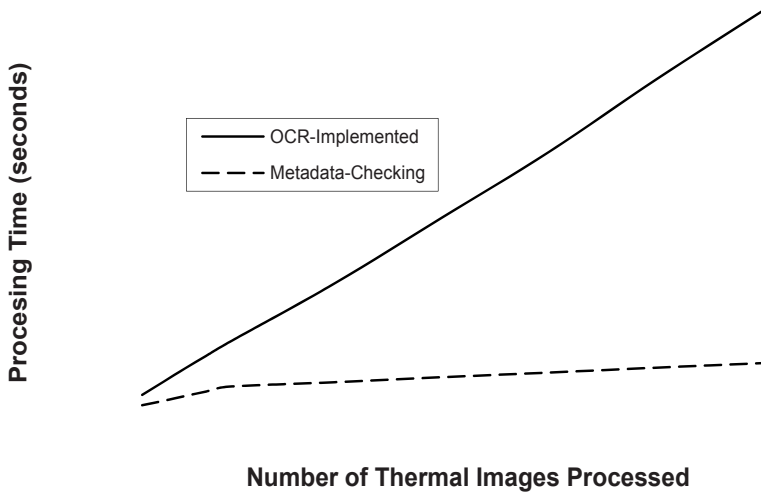 Procesing Time (seconds)
OCR-Implemented
Metadata-Checking
Number of Thermal Images Processed